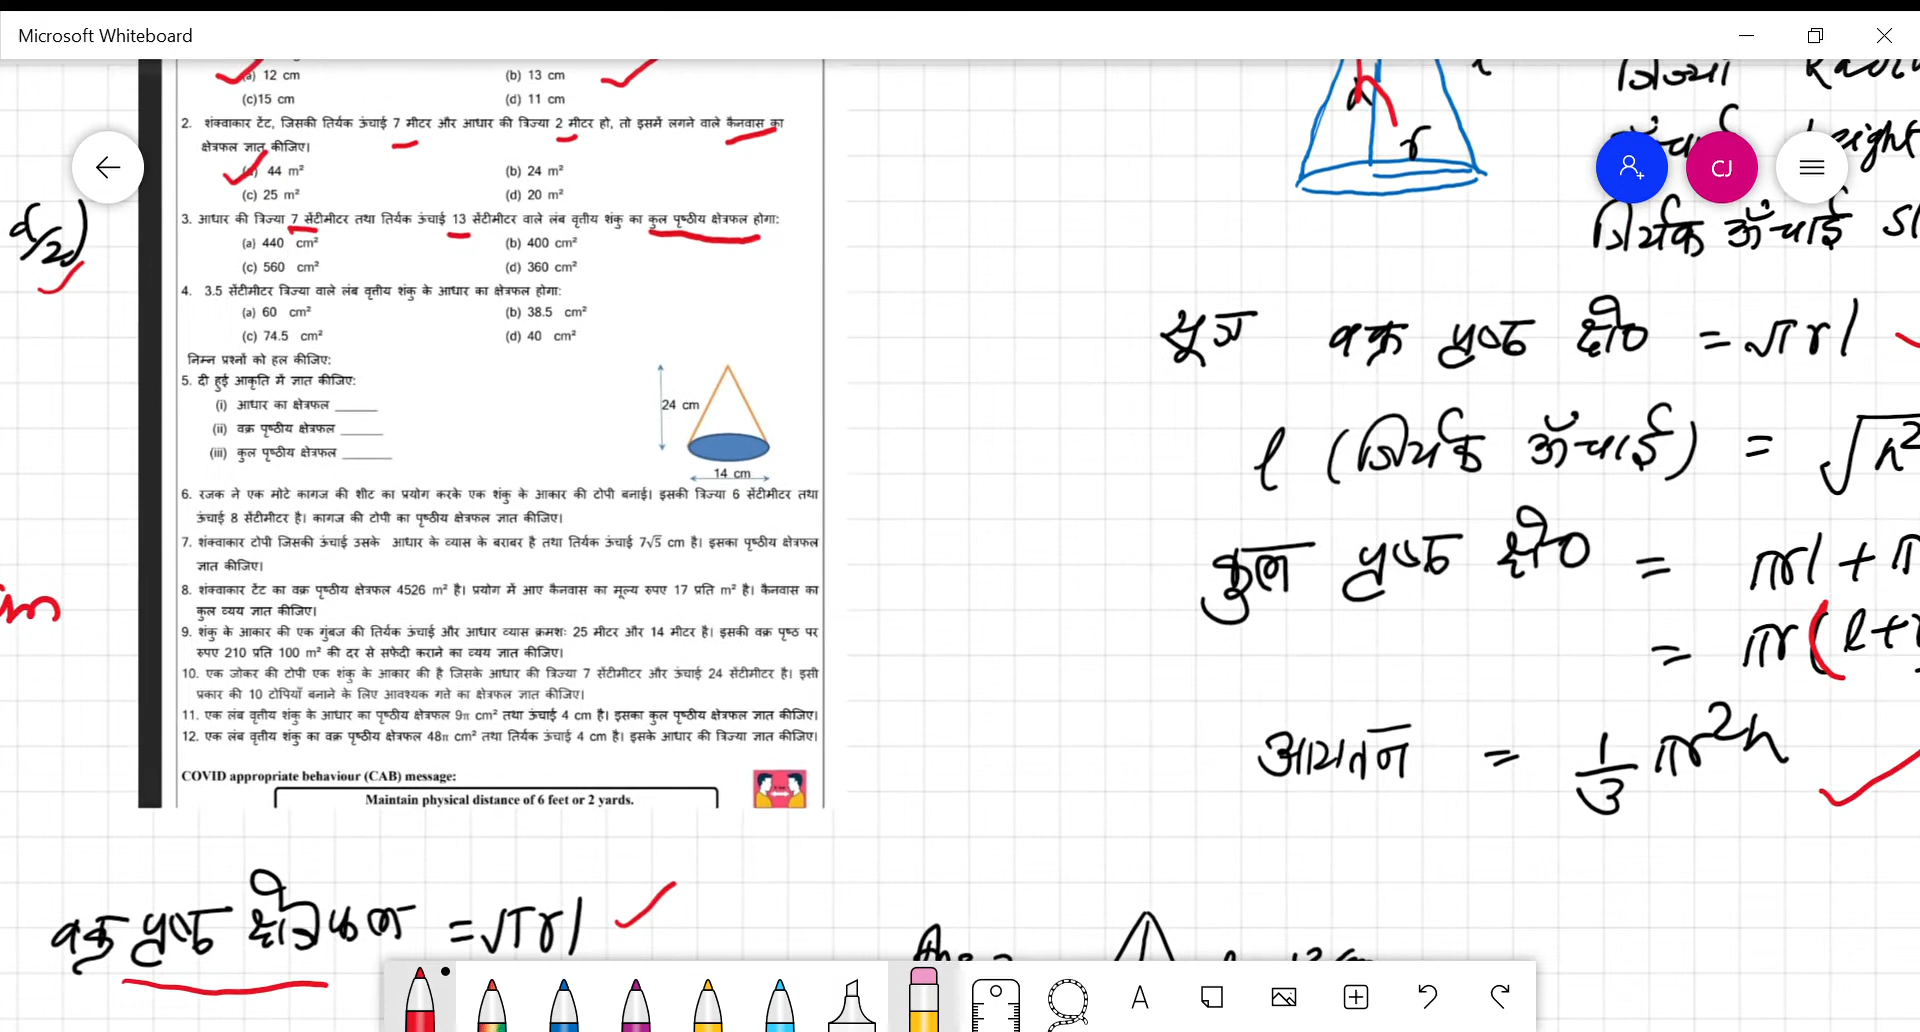 Microsoft Whiteboard
(a) 12 cm (b) 13 cm
(c)15 cm (d) 11 cm
2. शंक्वाकार टेंट, जिसकी तिर्यक ऊंचाई 7 मीटर और आधार की त्रिज्या 2 मीटर हो, तो इसमें लगने वाले कैनवास का
क्षेत्रफल ज्ञात कीजिए।
44 m² (b) 24 m²
(c) 25 m² (d) 20 m²
3. आधार की त्रिज्या 7 सेंटीमीटर तथा तिर्यक ऊंचाई 13 सेंटीमीटर वाले लंब वृत्तीय शंकु का कुल पृष्ठीय क्षेत्रफल होगा:
(a) 440 cm² (b) 400 cm²
(c) 560 cm² (d) 360 cm²
4. 3.5 सेंटीमीटर त्रिज्या वाले लंब वृत्तीय शंकु के आधार का क्षेत्रफल होगा:
(a) 60 cm² (b) 38.5 cm²
(c) 74.5 cm² (d) 40 cm²
निम्न प्रश्नों को हल कीजिए:
5. दी हुई आकृति में ज्ञात कीजिए:
(i) आधार का क्षेत्रफल ______
(ii) वक्र पृष्ठीय क्षेत्रफल ______
(iii) कुल पृष्ठीय क्षेत्रफल _______
24 cm
14 cm
6. रजक ने एक मोटे कागज की शीट का प्रयोग करके एक शंकु के आकार की टोपी बनाई। इसकी त्रिज्या 6 सेंटीमीटर तथा
ऊंचाई 8 सेंटीमीटर है। कागज की टोपी का पृष्ठीय क्षेत्रफल ज्ञात कीजिए।
7. शंक्वाकार टोपी जिसकी ऊंचाई उसके आधार के व्यास के बराबर है तथा तिर्यक ऊंचाई 7√5 cm है। इसका पृष्ठीय क्षेत्रफल
ज्ञात कीजिए।
8. शंक्वाकार टेंट का वक्र पृष्ठीय क्षेत्रफल 4526 m² है। प्रयोग में आए कैनवास का मूल्य रुपए 17 प्रति m² है। कैनवास का
कुल व्यय ज्ञात कीजिए।
9. शंकु के आकार की एक गुंबज की तिर्यक ऊंचाई और आधार व्यास क्रमशः 25 मीटर और 14 मीटर है। इसकी वक्र पृष्ठ पर
रुपए 210 प्रति 100 m² की दर से सफेदी कराने का व्यय ज्ञात कीजिए।
10. एक जोकर की टोपी एक शंकु के आकार की है जिसके आधार की त्रिज्या 7 सेंटीमीटर और ऊंचाई 24 सेंटीमीटर है। इसी
प्रकार की 10 टोपियाँ बनाने के लिए आवश्यक गत्ते का क्षेत्रफल ज्ञात कीजिए।
11. एक लंब वृत्तीय शंकु के आधार का पृष्ठीय क्षेत्रफल 9π cm² तथा ऊंचाई 4 cm है। इसका कुल पृष्ठीय क्षेत्रफल ज्ञात कीजिए।
12. एक लंब वृत्तीय शंकु का वक्र पृष्ठीय क्षेत्रफल 48π cm² तथा तिर्यक ऊंचाई 4 cm है। इसके आधार की त्रिज्या ज्ञात कीजिए।
COVID appropriate behaviour (CAB) message:
Maintain physical distance of 6 feet or 2 yards.
d/2)
r
त्रिज्या
CJ
तिर्यक ऊँचाई Sl
सूत्र वक्र पृष्ठ क्षे० = πrl
l (तिर्यक ऊँचाई) = √h²
कुल पृष्ठ क्षे० = πrl + π
= πr(l+
आयतन = 1/3 πr²h
वक्र पृष्ठ क्षेत्रफल = πrl
A